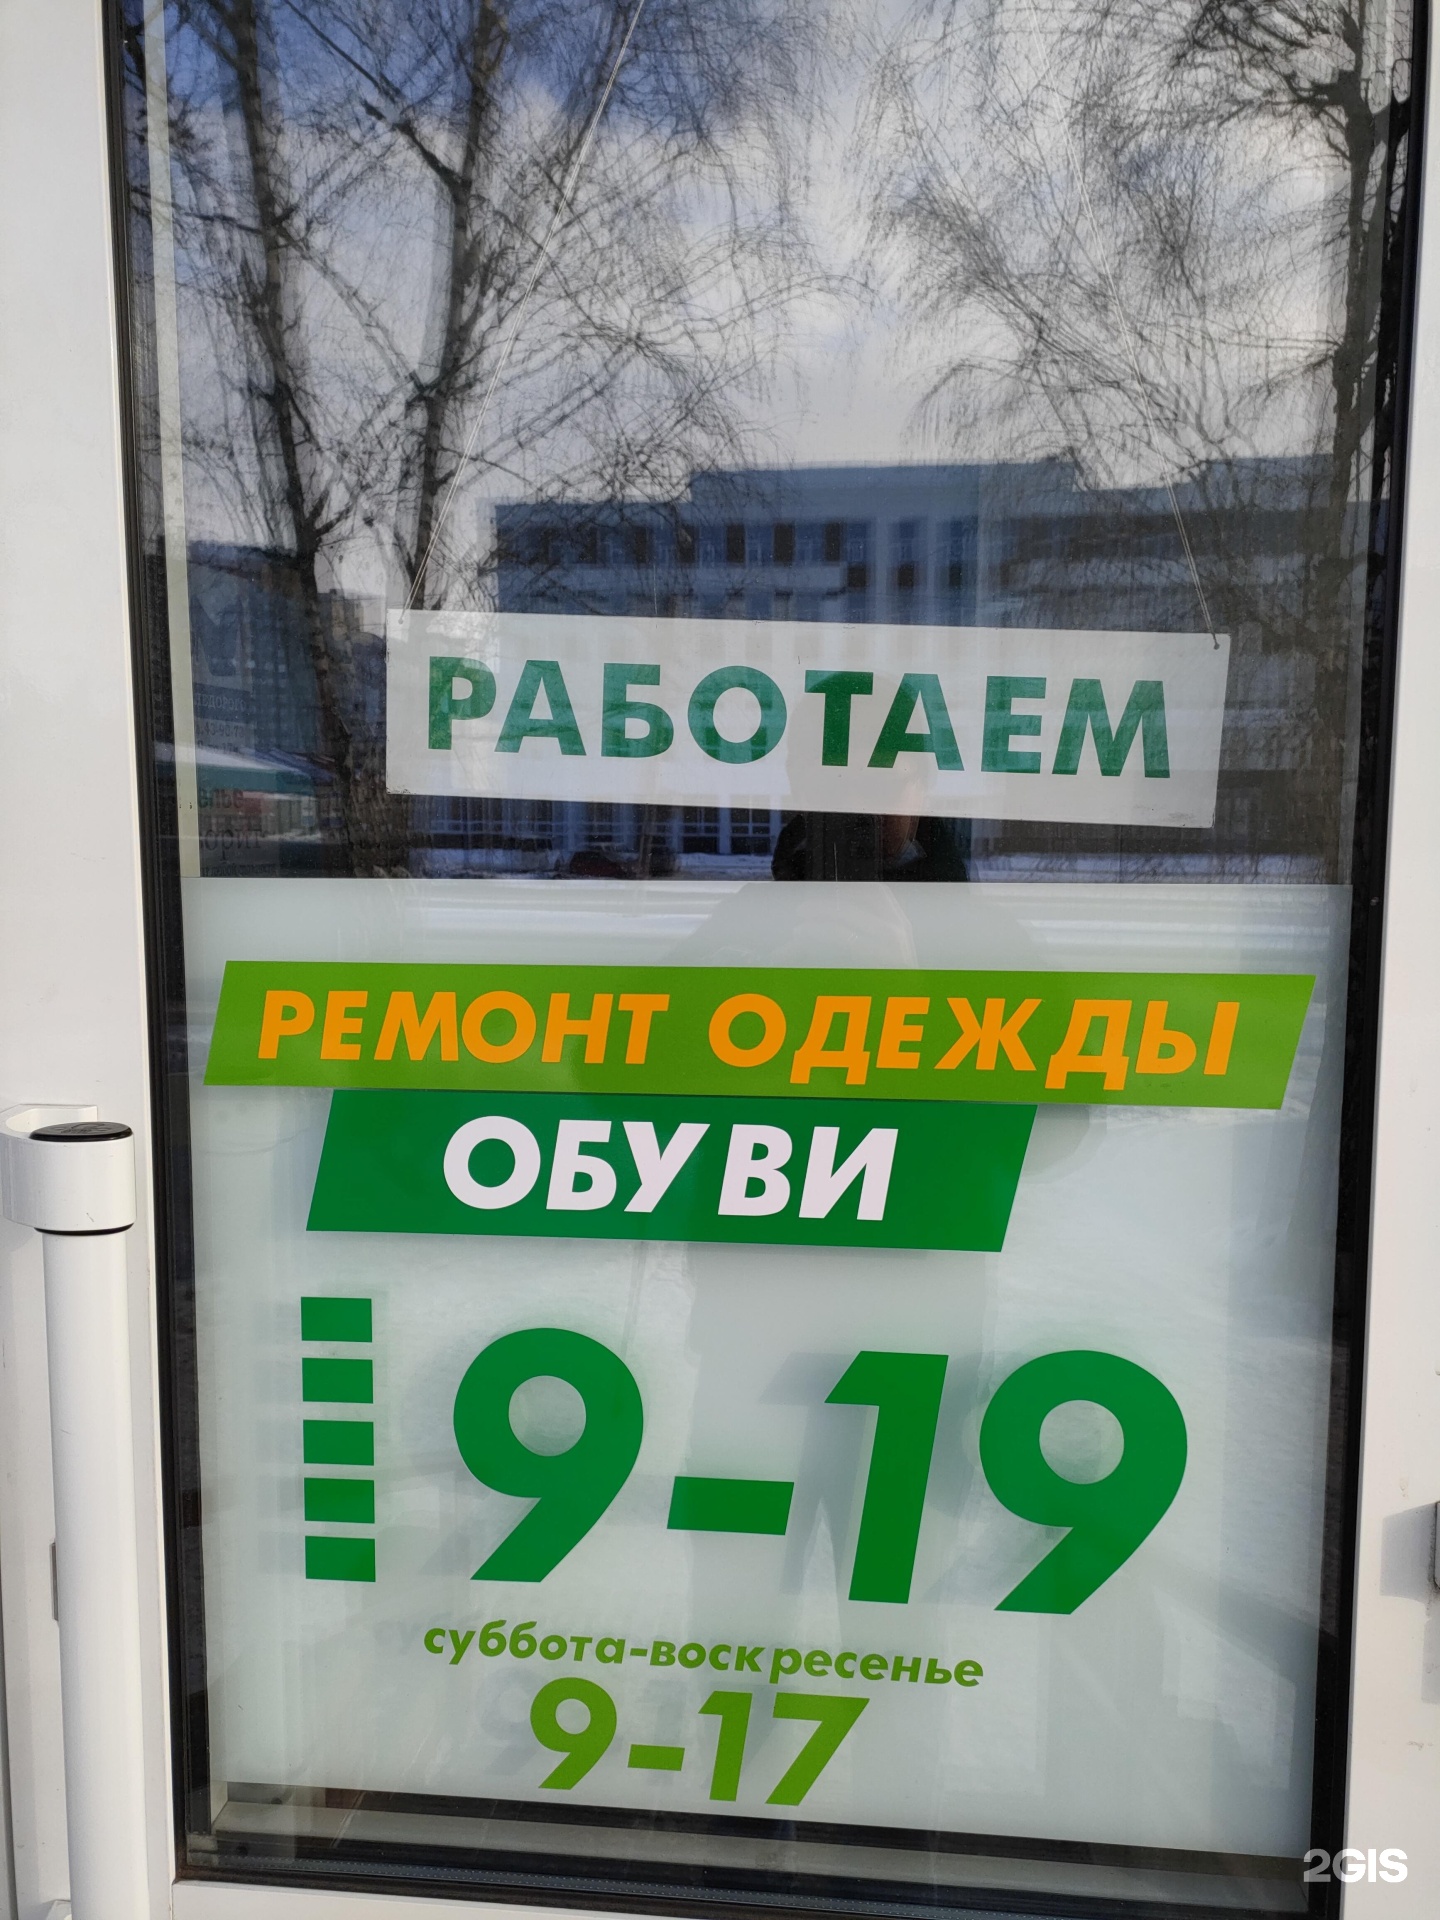 РАБОТАЕМ
РЕМОНТ ОДЕЖДЫ
ОБУВИ
9-19
суббота-воскресенье
9-17
2GIS